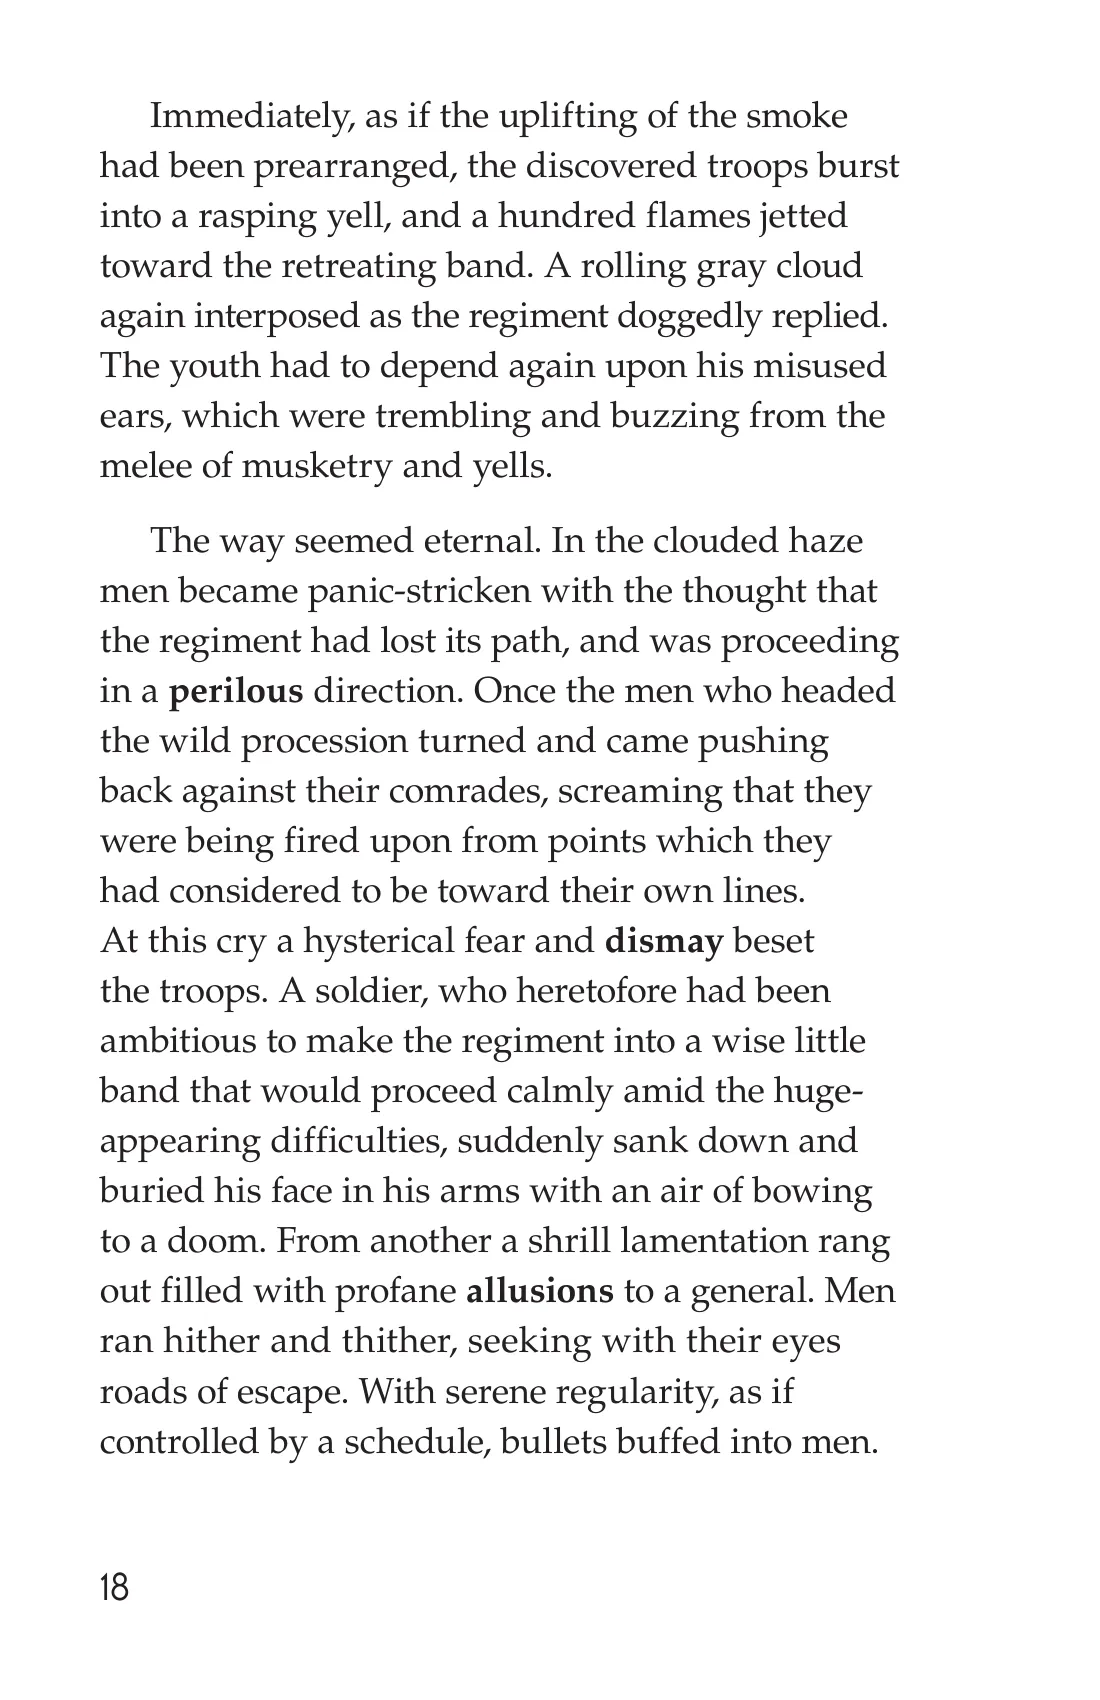 Immediately, as if the uplifting of the smoke
had been prearranged, the discovered troops burst
into a rasping yell, and a hundred flames jetted
toward the retreating band. A rolling gray cloud
again interposed as the regiment doggedly replied.
The youth had to depend again upon his misused
ears, which were trembling and buzzing from the
melee of musketry and yells.
The way seemed eternal. In the clouded haze
men became panic-stricken with the thought that
the regiment had lost its path, and was proceeding
in a perilous direction. Once the men who headed
the wild procession turned and came pushing
back against their comrades, screaming that they
were being fired upon from points which they
had considered to be toward their own lines.
At this cry a hysterical fear and dismay beset
the troops. A soldier, who heretofore had been
ambitious to make the regiment into a wise little
band that would proceed calmly amid the huge-
appearing difficulties, suddenly sank down and
buried his face in his arms with an air of bowing
to a doom. From another a shrill lamentation rang
out filled with profane allusions to a general. Men
ran hither and thither, seeking with their eyes
roads of escape. With serene regularity, as if
controlled by a schedule, bullets buffed into men.
18